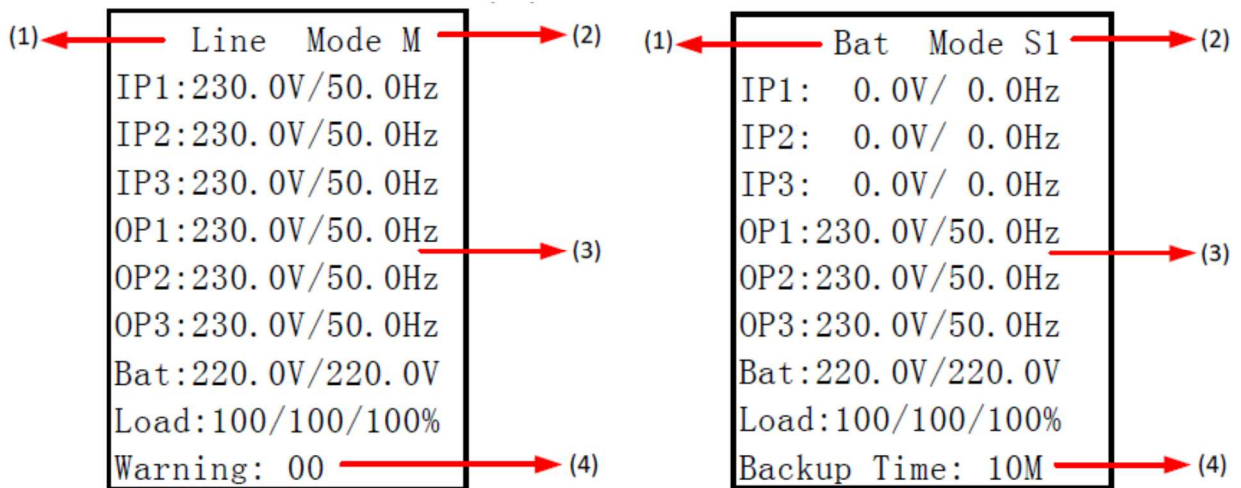 (1) Line Mode M (2)
IP1:230.0V/50.0Hz
IP2:230.0V/50.0Hz
IP3:230.0V/50.0Hz
OP1:230.0V/50.0Hz
(3)
OP2:230.0V/50.0Hz
OP3:230.0V/50.0Hz
Bat:220.0V/220.0V
Load:100/100/100%
Warning: 00 (4)
(1) Bat Mode S1 (2)
IP1: 0.0V/ 0.0Hz
IP2: 0.0V/ 0.0Hz
IP3: 0.0V/ 0.0Hz
OP1:230.0V/50.0Hz
(3)
OP2:230.0V/50.0Hz
OP3:230.0V/50.0Hz
Bat:220.0V/220.0V
Load:100/100/100%
Backup Time: 10M (4)